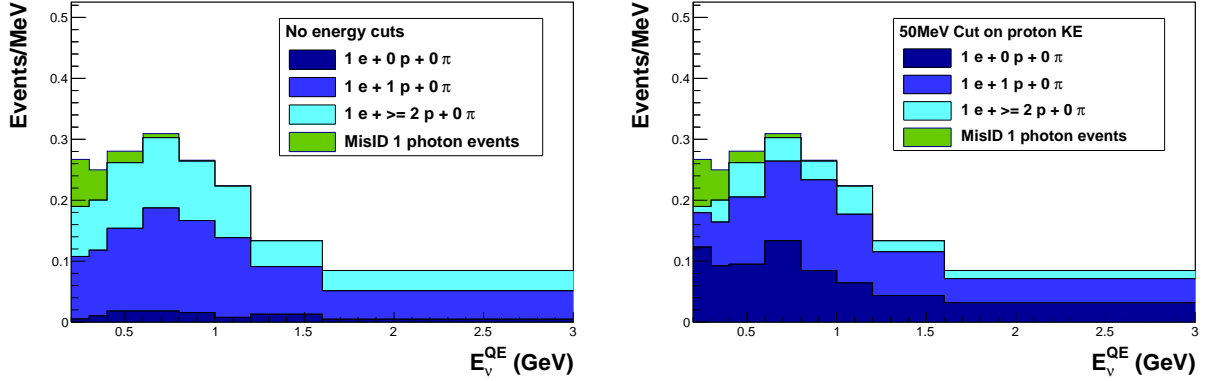 Events/MeV
0.5
0.4
0.3
0.2
0.1
0
No energy cuts
1 e + 0 p + 0 π
1 e + 1 p + 0 π
1 e + >= 2 p + 0 π
MisID 1 photon events
0.5
1
1.5
2
2.5
3
E_ν^QE (GeV)
Events/MeV
0.5
0.4
0.3
0.2
0.1
0
50MeV Cut on proton KE
1 e + 0 p + 0 π
1 e + 1 p + 0 π
1 e + >= 2 p + 0 π
MisID 1 photon events
0.5
1
1.5
2
2.5
3
E_ν^QE (GeV)